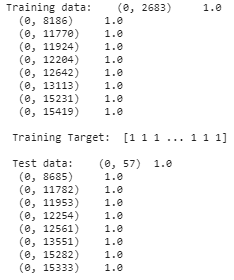 Training data:    (0, 2683)     1.0
  (0, 8186)     1.0
  (0, 11770)    1.0
  (0, 11924)    1.0
  (0, 12204)    1.0
  (0, 12642)    1.0
  (0, 13113)    1.0
  (0, 15231)    1.0
  (0, 15419)    1.0
Training Target:  [1 1 1 ... 1 1 1]
Test data:    (0, 57)  1.0
  (0, 8685)     1.0
  (0, 11782)    1.0
  (0, 11953)    1.0
  (0, 12254)    1.0
  (0, 12561)    1.0
  (0, 13551)    1.0
  (0, 15282)    1.0
  (0, 15333)    1.0